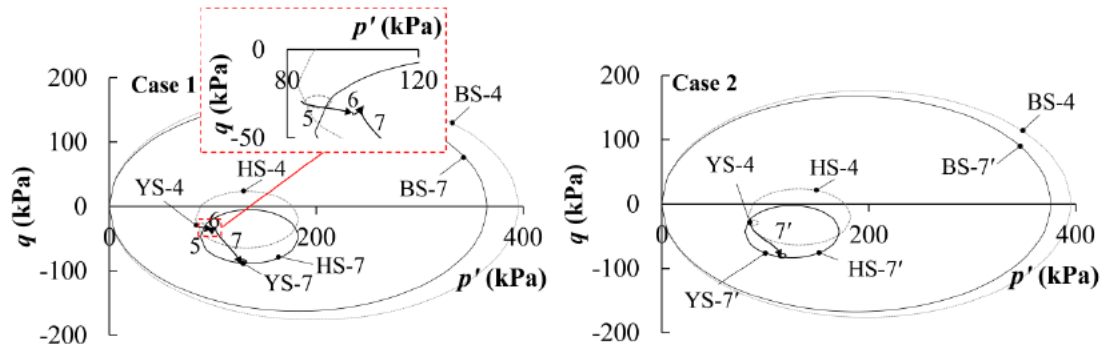 p' (kPa)
0
80
120
q (kPa)
5
6
7
-50
200
Case 1
BS-4
100
HS-4
YS-4
BS-7
q (kPa)
0
6
0
5
7
200
400
HS-7
-100
YS-7
p' (kPa)
-200
200
Case 2
BS-4
100
YS-4
HS-4
BS-7′
q (kPa)
0
0
7′
200
400
-100
HS-7′
YS-7′
p' (kPa)
-200